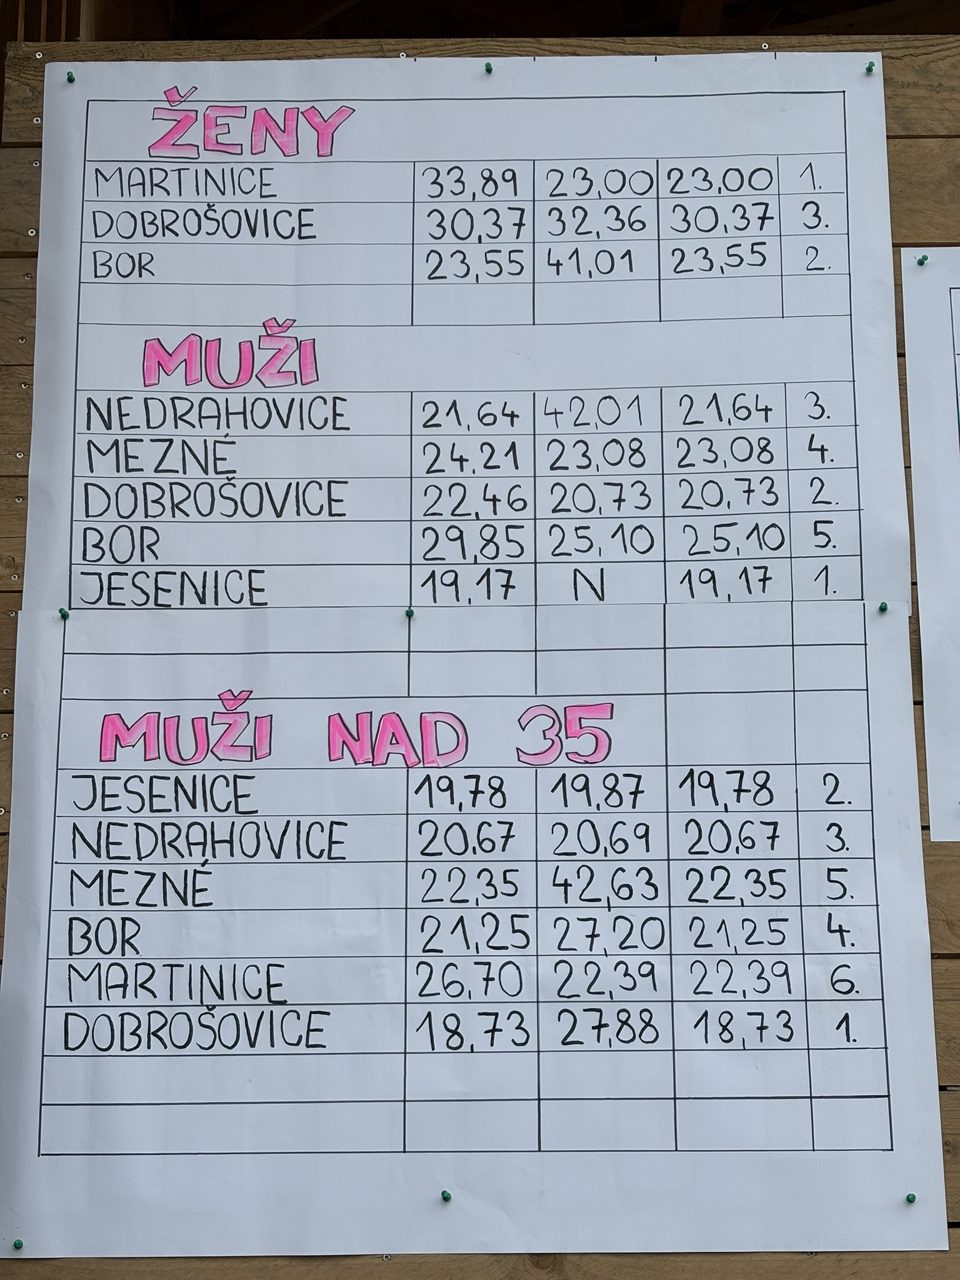 ŽENY
MARTINICE 33,89 23,00 23,00 1.
DOBROŠOVICE 30,37 32,36 30,37 3.
BOR 23,55 41,01 23,55 2.
MUŽI
NEDRAHOVICE 21,64 42,01 21,64 3.
MEZNÉ 24,21 23,08 23,08 4.
DOBROŠOVICE 22,46 20,73 20,73 2.
BOR 29,85 25,10 25,10 5.
JESENICE 19,17 N 19,17 1.
MUŽI NAD 35
JESENICE 19,78 19,87 19,78 2.
NEDRAHOVICE 20,67 20,69 20,67 3.
MEZNÉ 22,35 42,63 22,35 5.
BOR 21,25 27,20 21,25 4.
MARTINICE 26,70 22,39 22,39 6.
DOBROŠOVICE 18,73 27,88 18,73 1.